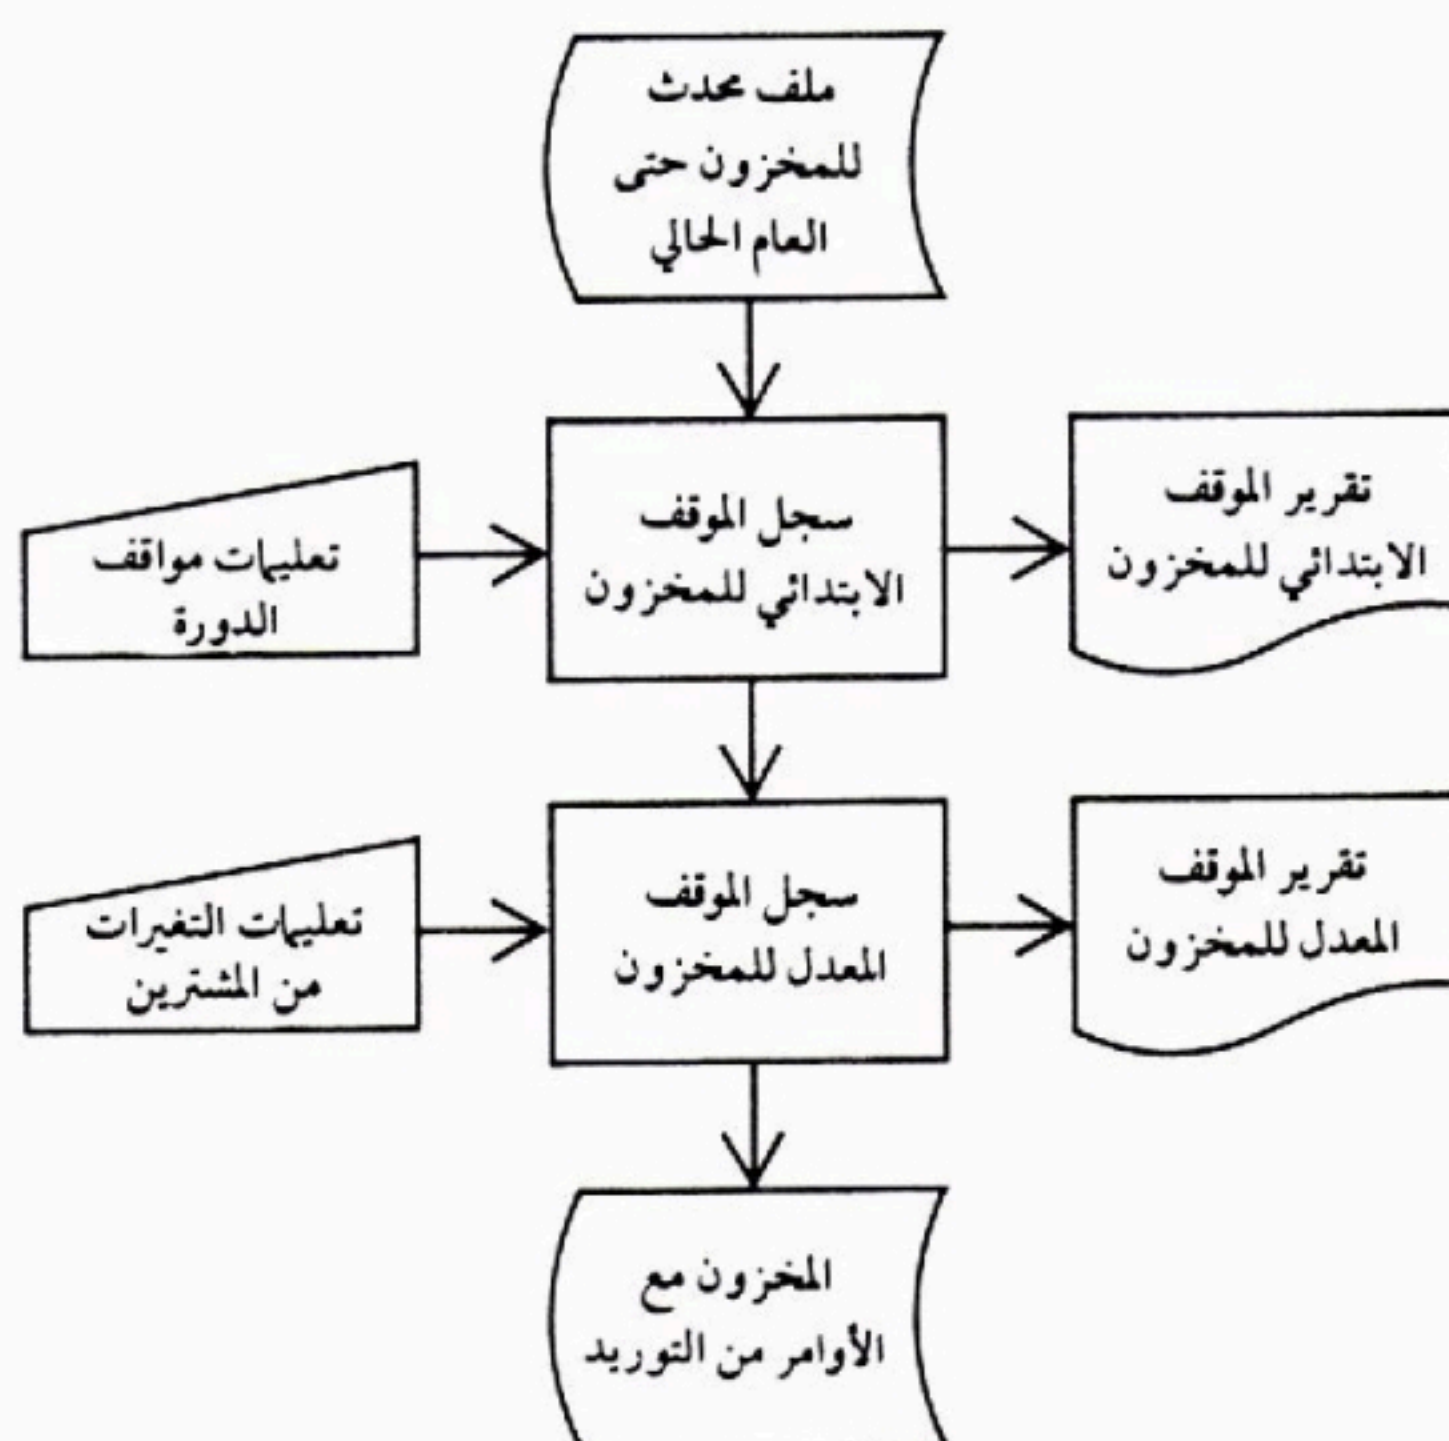 ملف محدث
للمخزون حتى
العام الحالي
تعليمات مواقف
الدورة
سجل الموقف
الابتدائي للمخزون
تقرير الموقف
الابتدائي للمخزون
تعليمات التغيرات
من المشترين
سجل الموقف
المعدل للمخزون
تقرير الموقف
المعدل للمخزون
المخزون مع
الأوامر من التوريد